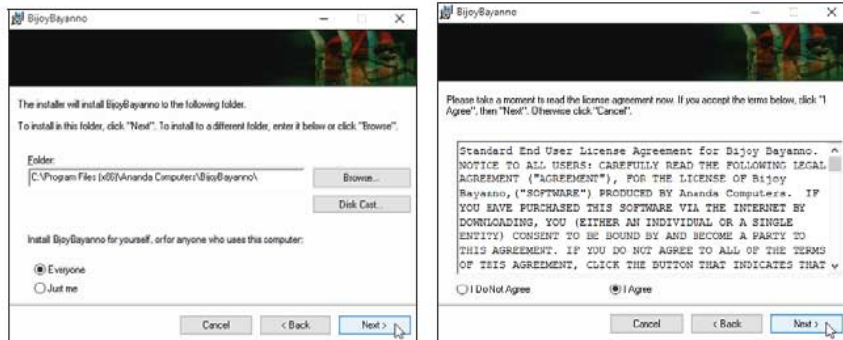 BijoyBayanno
The installer will install BijoyBayanno to the following folder.
To install in this folder, click "Next". To install to a different folder, enter it below or click "Browse".
Folder:
C:\Program Files (x86)\Ananda Computers\BijoyBayanno\
Browse...
Disk Cost...
Install BijoyBayanno for yourself, or for anyone who uses this computer:
Everyone
Just me
Cancel
< Back
Next >
BijoyBayanno
Please take a moment to read the license agreement now. If you accept the terms below, click "I
Agree", then "Next". Otherwise click "Cancel".
Standard End User License Agreement for Bijoy Bayanno.
NOTICE TO ALL USERS: CAREFULLY READ THE FOLLOWING LEGAL
AGREEMENT ("AGREEMENT"), FOR THE LICENSE OF Bijoy
Bayanno,("SOFTWARE") PRODUCED BY Ananda Computers. IF
YOU HAVE PURCHASED THIS SOFTWARE VIA THE INTERNET BY
DOWNLOADING, YOU (EITHER AN INDIVIDUAL OR A SINGLE
ENTITY) CONSENT TO BE BOUND BY AND BECOME A PARTY TO
THIS AGREEMENT. IF YOU DO NOT AGREE TO ALL OF THE TERMS
OF THIS AGREEMENT, CLICK THE BUTTON THAT INDICATES THAT
I Do Not Agree
I Agree
Cancel
< Back
Next >